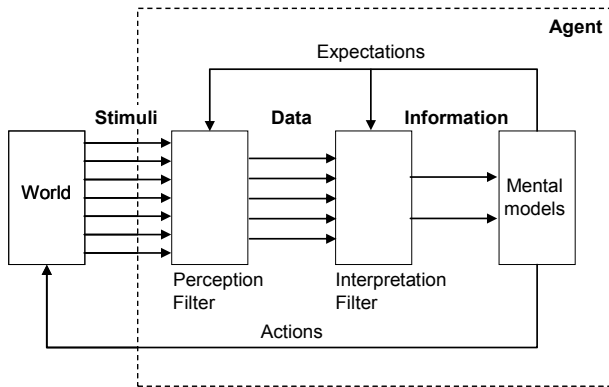 Agent
Expectations
Stimuli
Data
Information
World
Mental
models
Perception
Filter
Interpretation
Filter
Actions